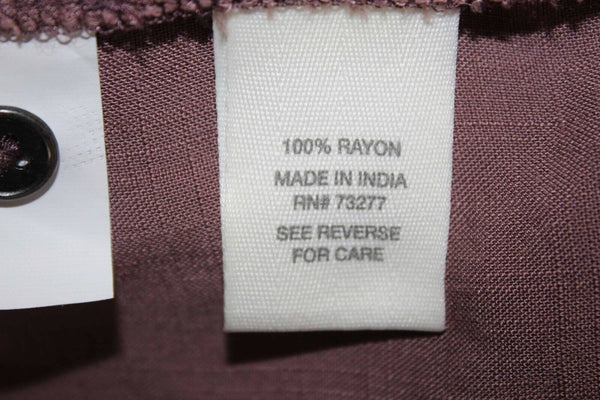 100% RAYON
MADE IN INDIA
RN# 73277
SEE REVERSE
FOR CARE